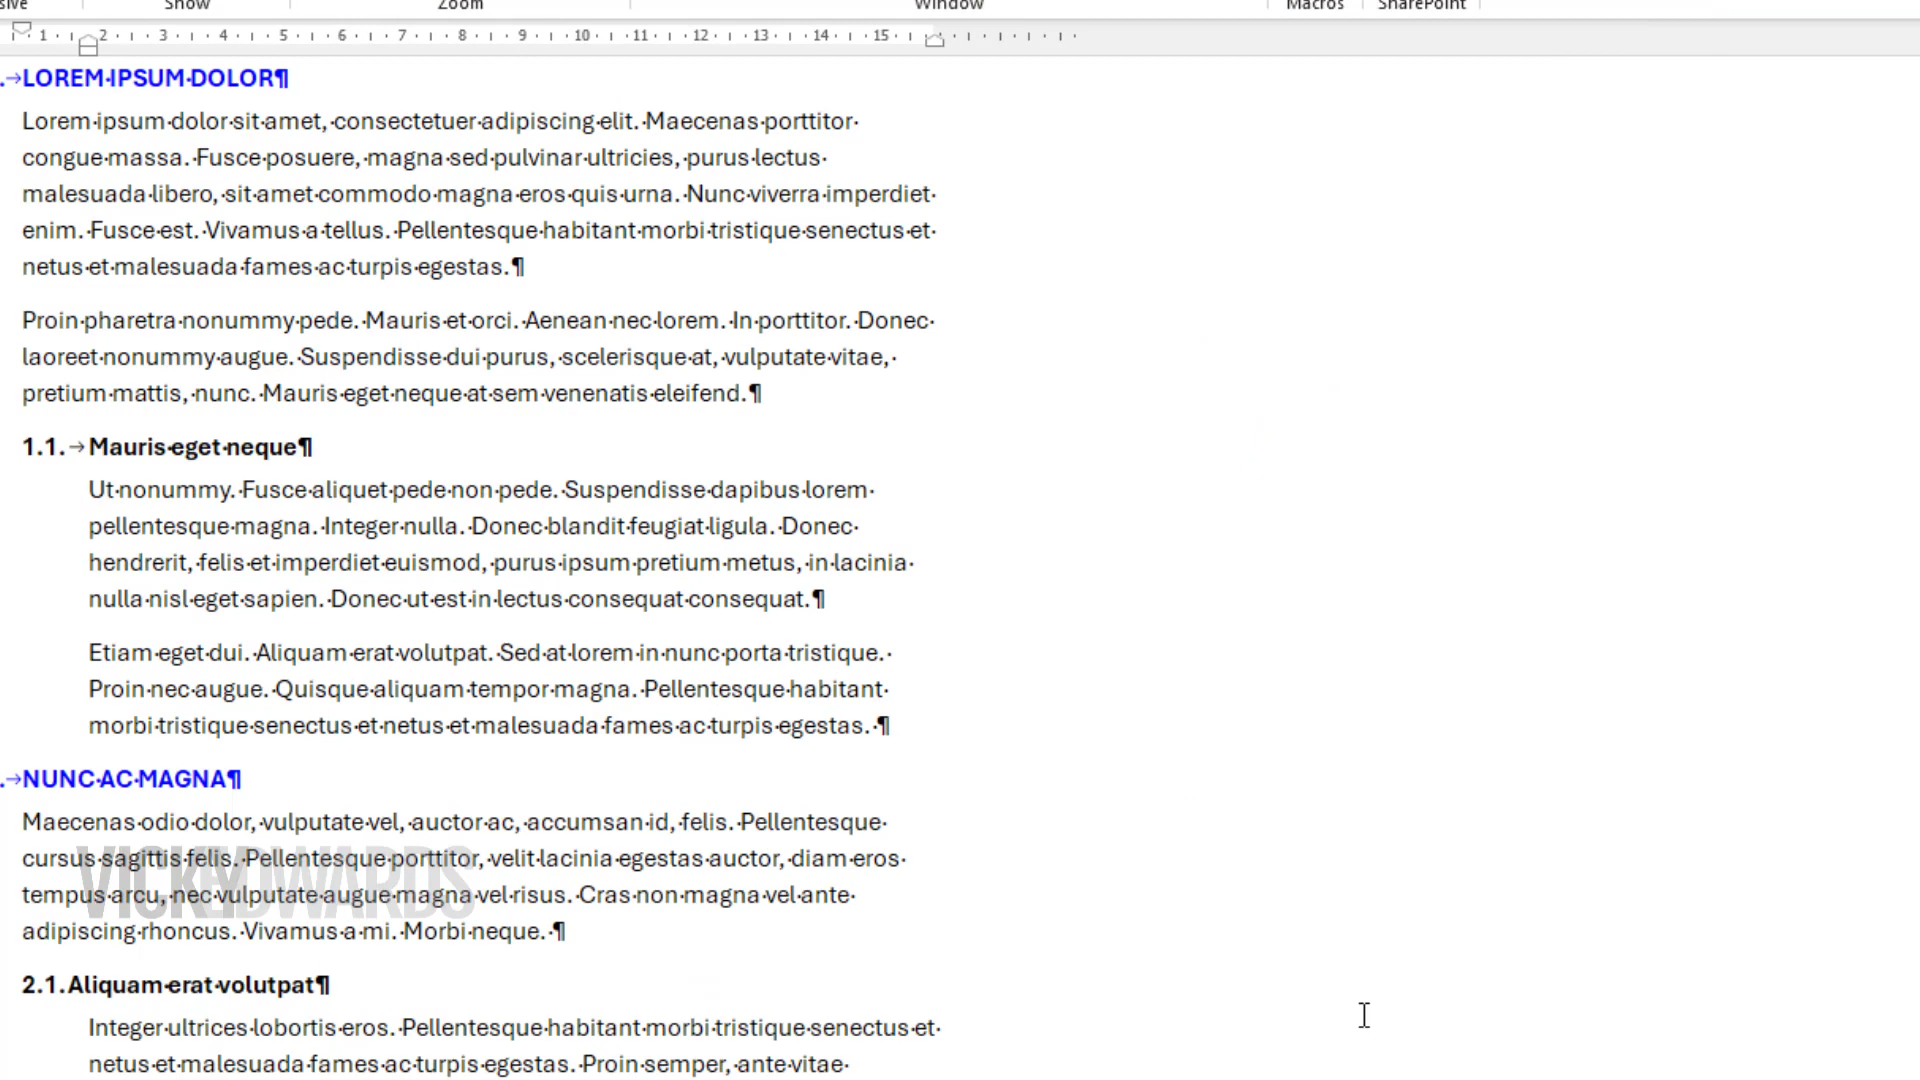 Show Zoom Window Macros SharePoint
1 2 3 4 5 6 7 8 9 10 11 12 13 14 15
.→LOREM·IPSUM·DOLOR¶
Lorem·ipsum·dolor·sit·amet,·consectetuer·adipiscing·elit.·Maecenas·porttitor·
congue·massa.·Fusce·posuere,·magna·sed·pulvinar·ultricies,·purus·lectus·
malesuada·libero,·sit·amet·commodo·magna·eros·quis·urna.·Nunc·viverra·imperdiet·
enim.·Fusce·est.·Vivamus·a·tellus.·Pellentesque·habitant·morbi·tristique·senectus·et·
netus·et·malesuada·fames·ac·turpis·egestas.¶
Proin·pharetra·nonummy·pede.·Mauris·et·orci.·Aenean·nec·lorem.·In·porttitor.·Donec·
laoreet·nonummy·augue.·Suspendisse·dui·purus,·scelerisque·at,·vulputate·vitae,·
pretium·mattis,·nunc.·Mauris·eget·neque·at·sem·venenatis·eleifend.¶
1.1.→Mauris·eget·neque¶
Ut·nonummy.·Fusce·aliquet·pede·non·pede.·Suspendisse·dapibus·lorem·
pellentesque·magna.·Integer·nulla.·Donec·blandit·feugiat·ligula.·Donec·
hendrerit,·felis·et·imperdiet·euismod,·purus·ipsum·pretium·metus,·in·lacinia·
nulla·nisl·eget·sapien.·Donec·ut·est·in·lectus·consequat·consequat.¶
Etiam·eget·dui.·Aliquam·erat·volutpat.·Sed·at·lorem·in·nunc·porta·tristique.·
Proin·nec·augue.·Quisque·aliquam·tempor·magna.·Pellentesque·habitant·
morbi·tristique·senectus·et·netus·et·malesuada·fames·ac·turpis·egestas.·¶
.→NUNC·AC·MAGNA¶
Maecenas·odio·dolor,·vulputate·vel,·auctor·ac,·accumsan·id,·felis.·Pellentesque·
cursus·sagittis·felis.·Pellentesque·porttitor,·velit·lacinia·egestas·auctor,·diam·eros·
tempus·arcu,·nec·vulputate·augue·magna·vel·risus.·Cras·non·magna·vel·ante·
adipiscing·rhoncus.·Vivamus·a·mi.·Morbi·neque.·¶
VICKYEDWARDS
2.1.Aliquam·erat·volutpat¶
Integer·ultrices·lobortis·eros.·Pellentesque·habitant·morbi·tristique·senectus·et·
netus·et·malesuada·fames·ac·turpis·egestas.·Proin·semper,·ante·vitae·